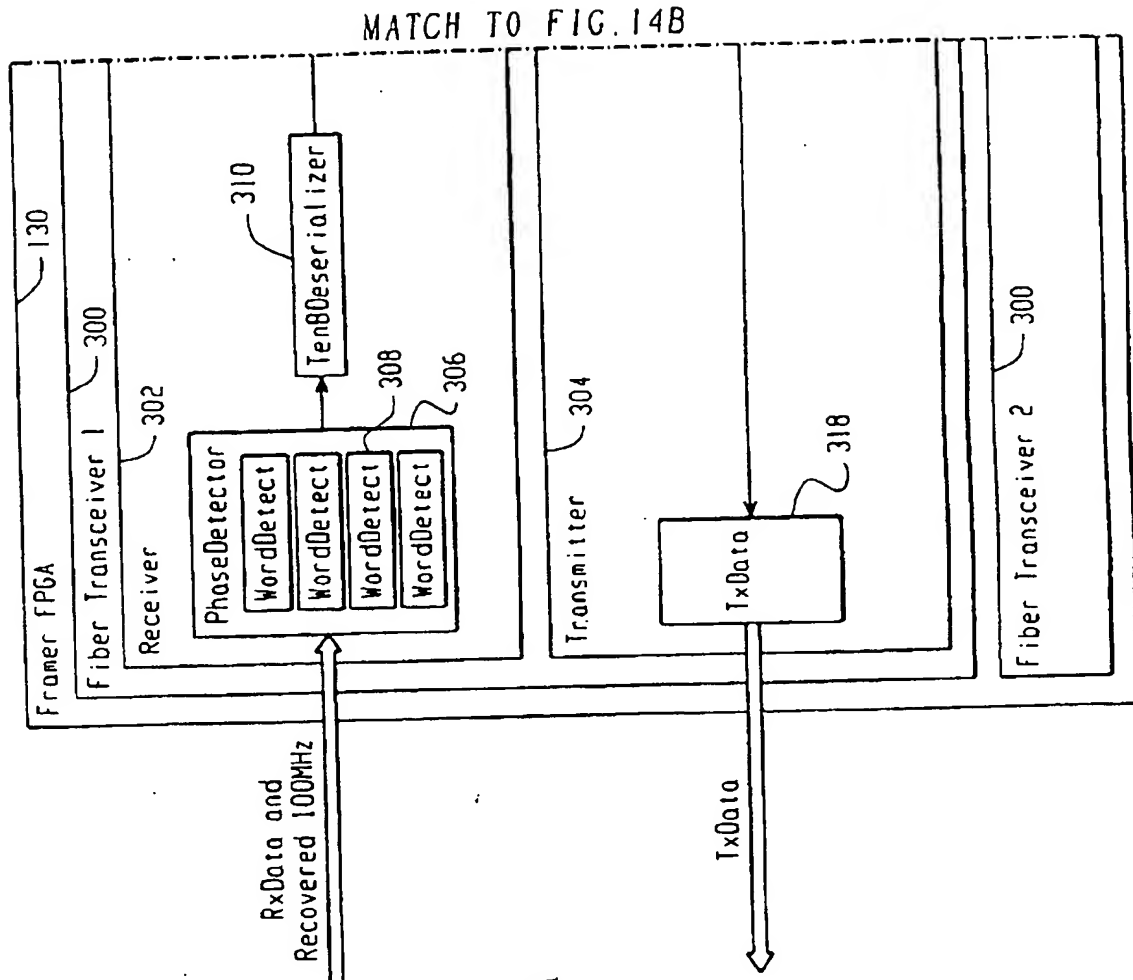 MATCH TO FIG. 14B
Framer FPGA
130
Fiber Transceiver 1
300
Receiver
302
PhaseDetector
WordDetect
WordDetect
WordDetect
WordDetect
308
306
TenBDeserializer
310
RxData and
Recovered 100MHz
Transmitter
304
TxData
318
TxData
Fiber Transceiver 2
300